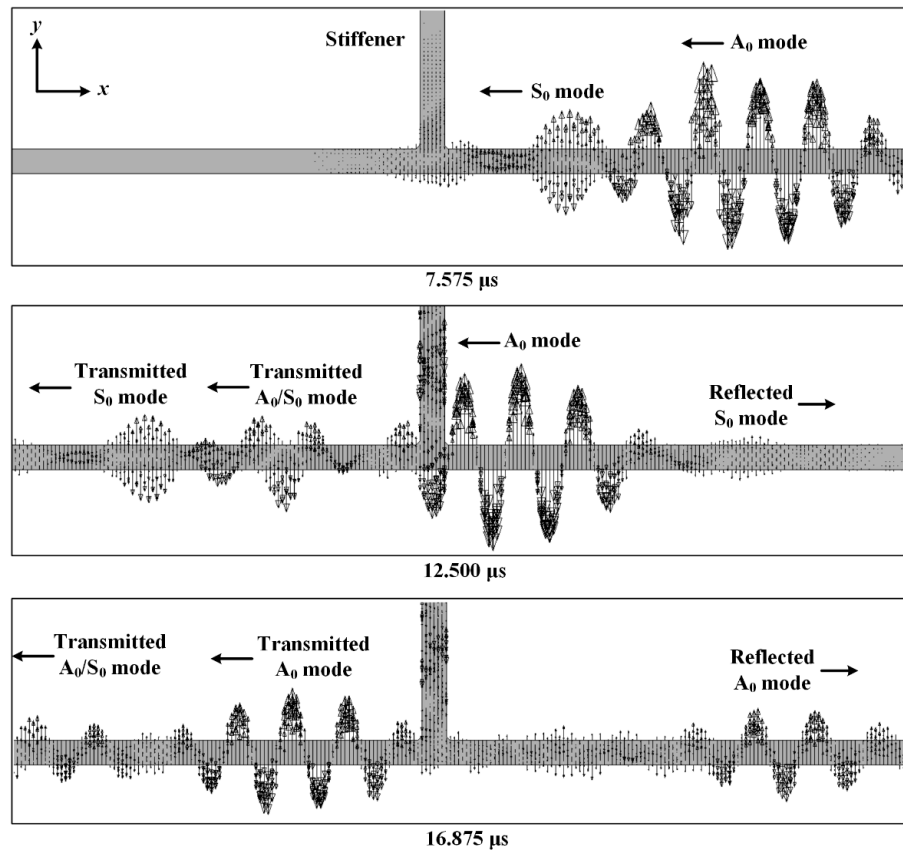 y
x
Stiffener
A₀ mode
S₀ mode
7.575 µs
Transmitted
S₀ mode
Transmitted
A₀/S₀ mode
A₀ mode
Reflected
S₀ mode
12.500 µs
Transmitted
A₀/S₀ mode
Transmitted
A₀ mode
Reflected
A₀ mode
16.875 µs